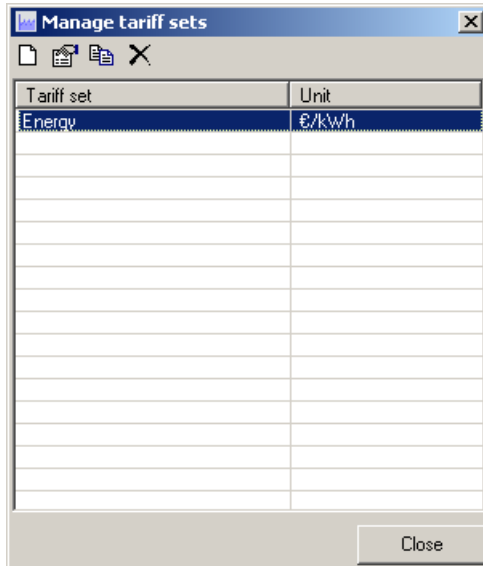 Manage tariff sets
Tariff set Unit
Energy €/kWh
Close